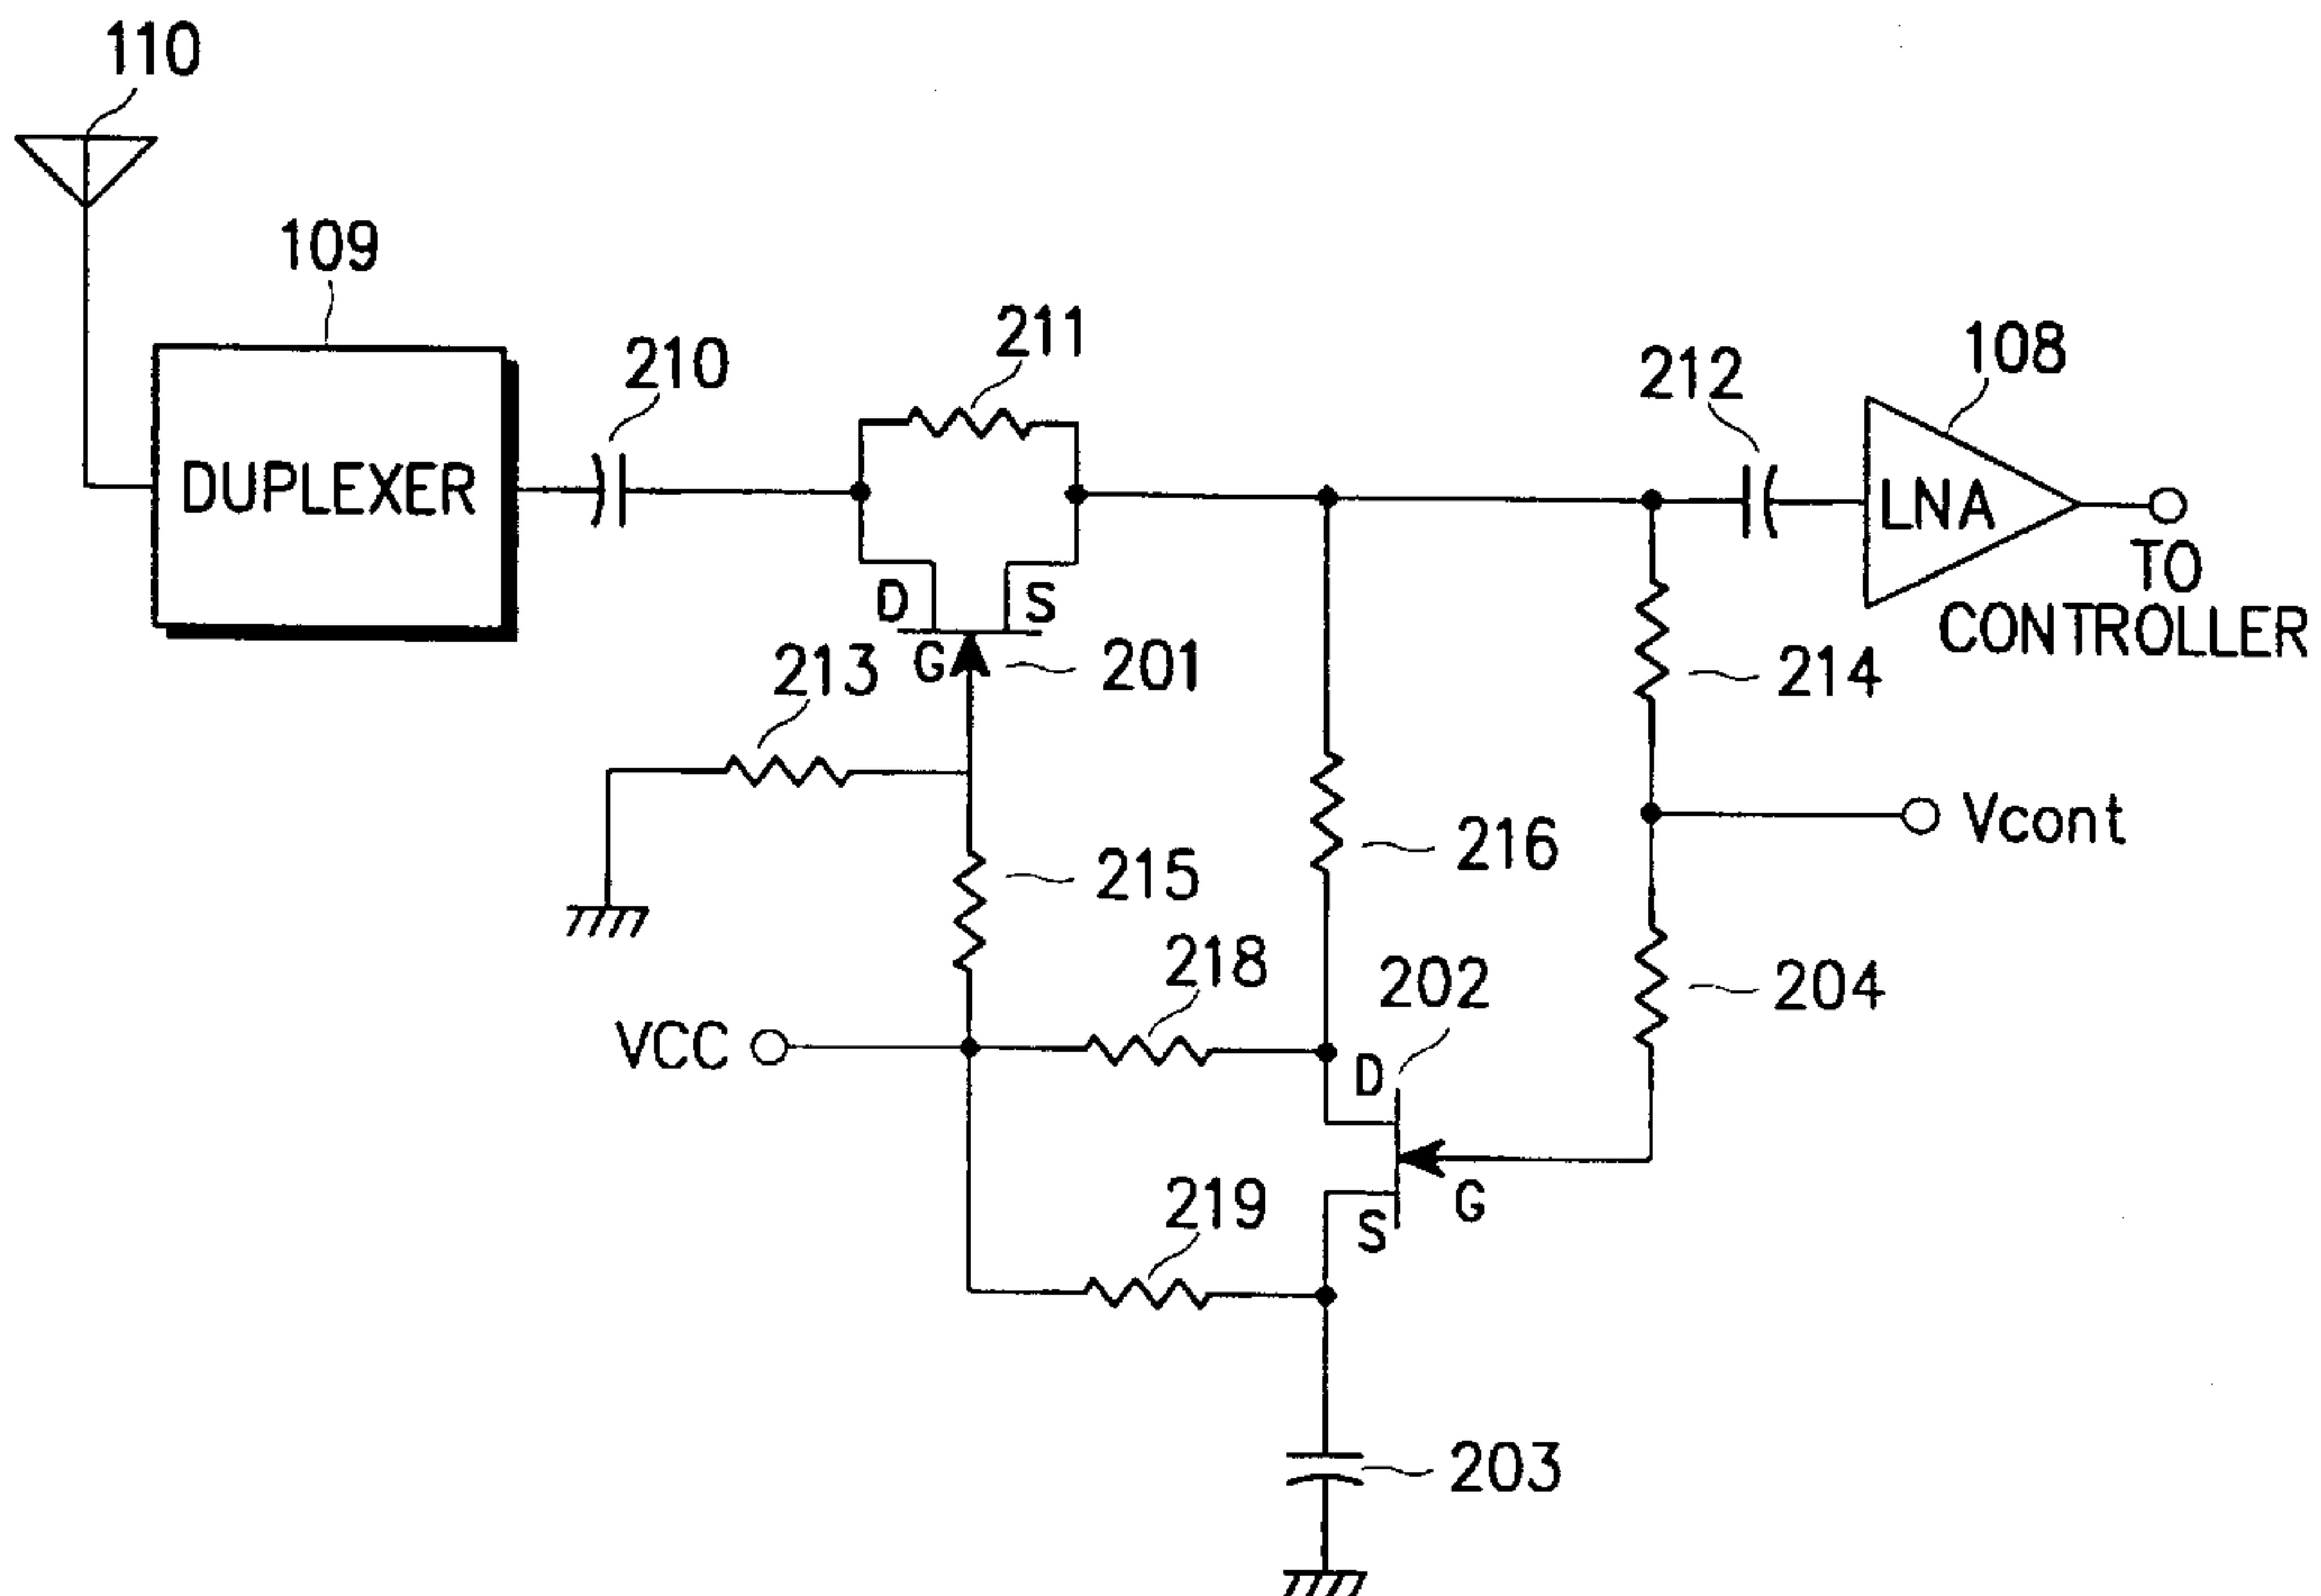 110
109
DUPLEXER
210
211
212
108
LNA
TO
CONTROLLER
D
S
G
201
213
214
215
216
Vcont
218
202
204
VCC
D
G
S
219
203